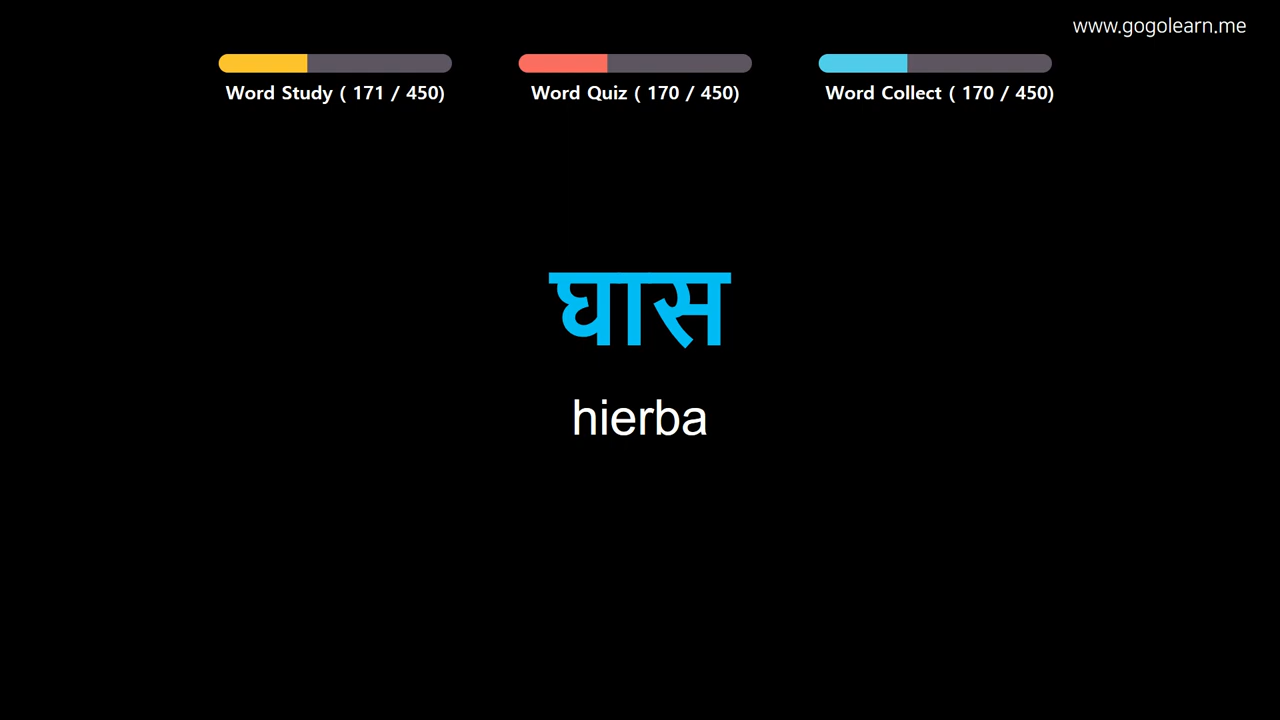 www.gogolearn.me
Word Study ( 171 / 450)
Word Quiz ( 170 / 450)
Word Collect ( 170 / 450)
घास
hierba